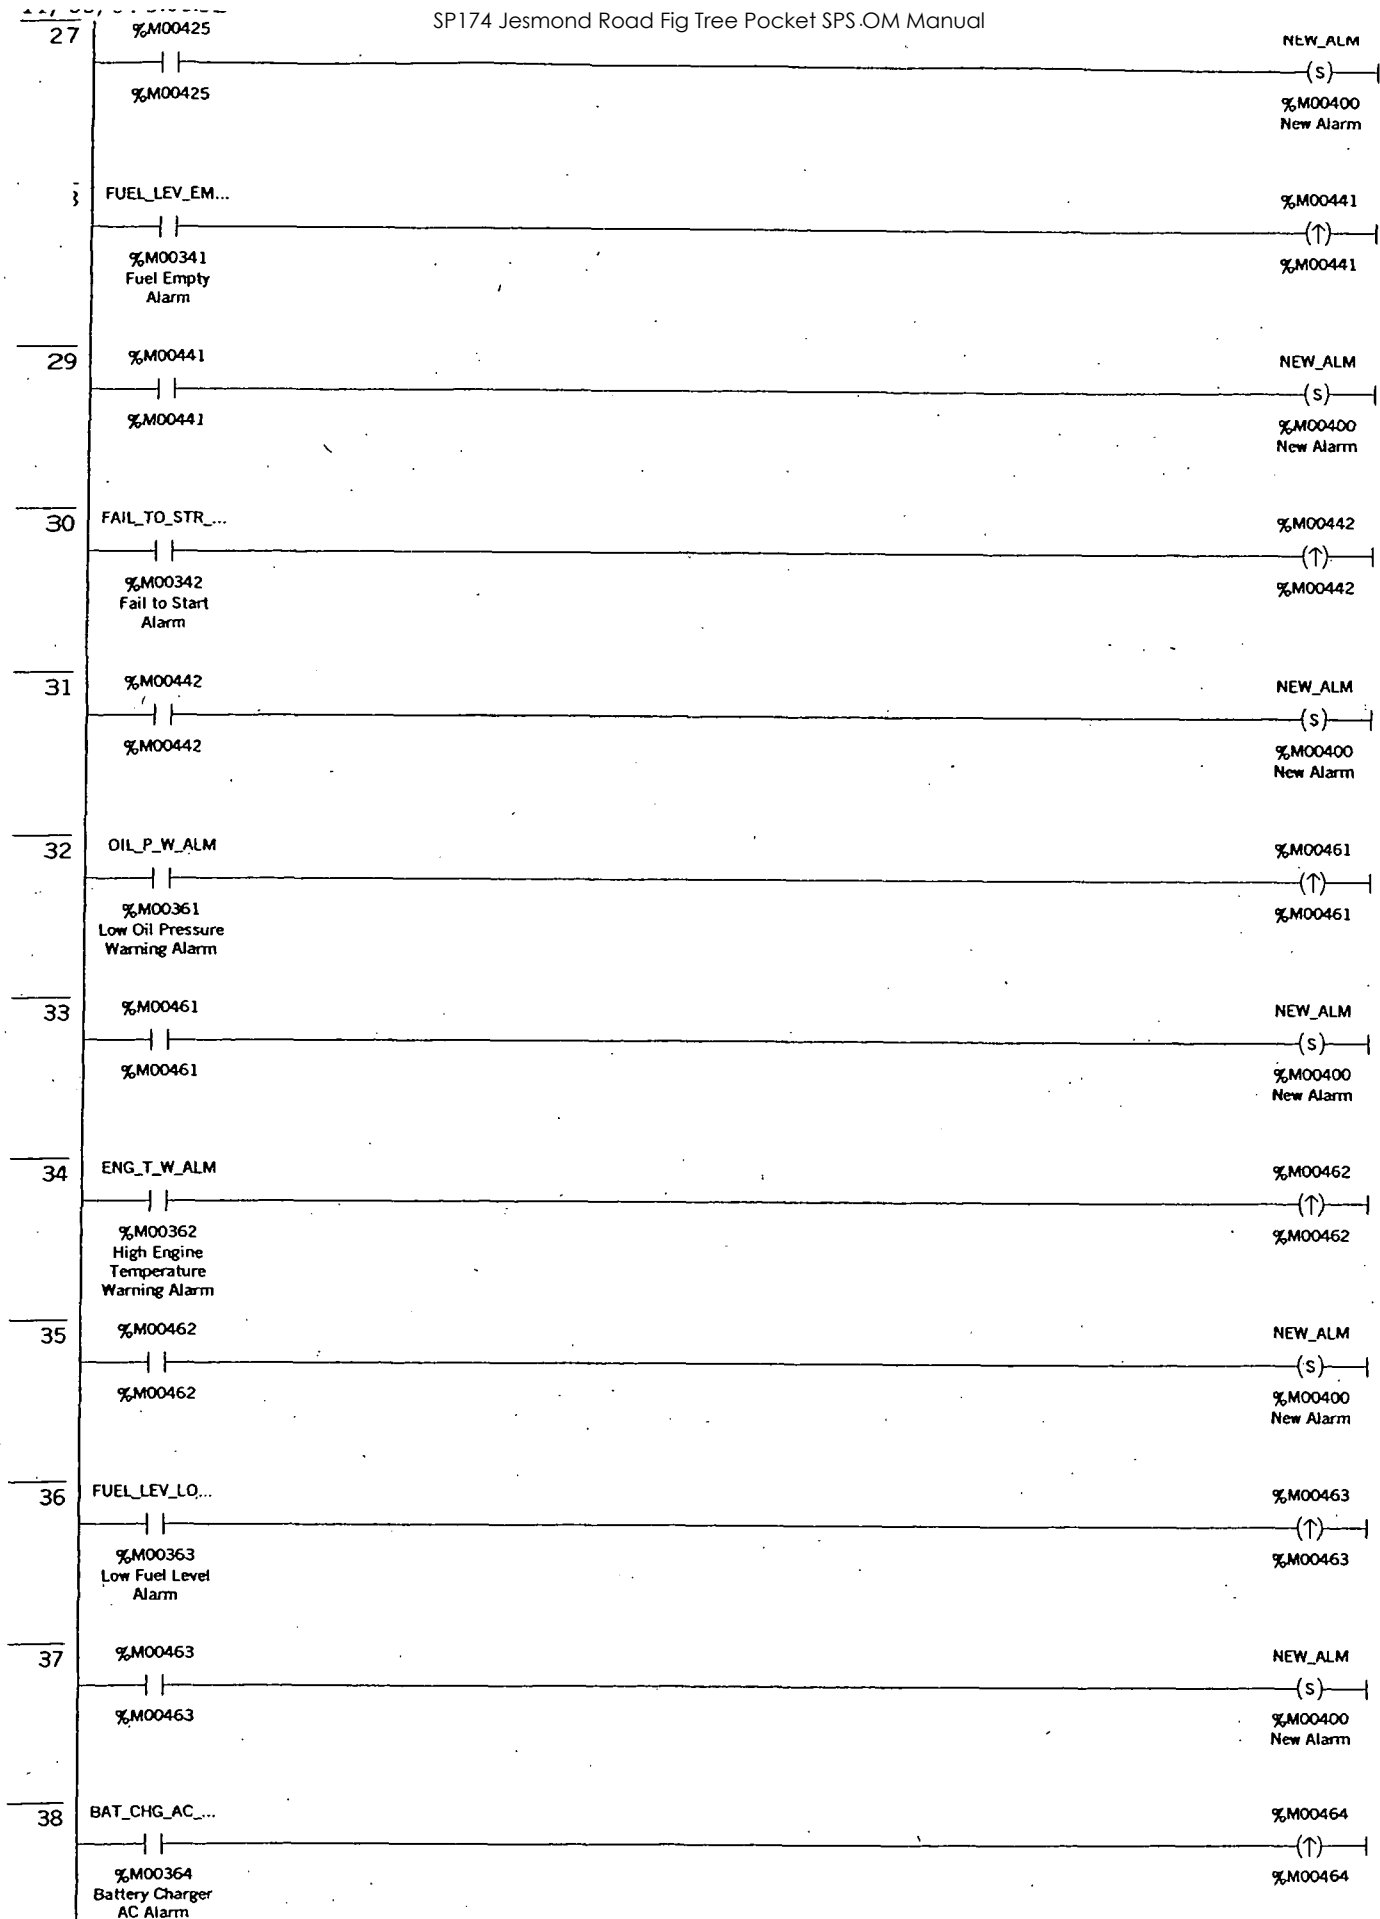 SP174 Jesmond Road Fig Tree Pocket SPS OM Manual
27
%M00425
NEW_ALM
(S)
%M00425
%M00400
New Alarm
FUEL_LEV_EM...
%M00441
(↑)
%M00341
Fuel Empty
Alarm
%M00441
29
%M00441
NEW_ALM
(S)
%M00441
%M00400
New Alarm
30
FAIL_TO_STR_...
%M00442
(↑)
%M00342
Fail to Start
Alarm
%M00442
31
%M00442
NEW_ALM
(S)
%M00442
%M00400
New Alarm
32
OIL_P_W_ALM
%M00461
(↑)
%M00361
Low Oil Pressure
Warning Alarm
%M00461
33
%M00461
NEW_ALM
(S)
%M00461
%M00400
New Alarm
34
ENG_T_W_ALM
%M00462
(↑)
%M00362
High Engine
Temperature
Warning Alarm
%M00462
35
%M00462
NEW_ALM
(S)
%M00462
%M00400
New Alarm
36
FUEL_LEV_LO...
%M00463
(↑)
%M00363
Low Fuel Level
Alarm
%M00463
37
%M00463
NEW_ALM
(S)
%M00463
%M00400
New Alarm
38
BAT_CHG_AC_...
%M00464
(↑)
%M00364
Battery Charger
AC Alarm
%M00464